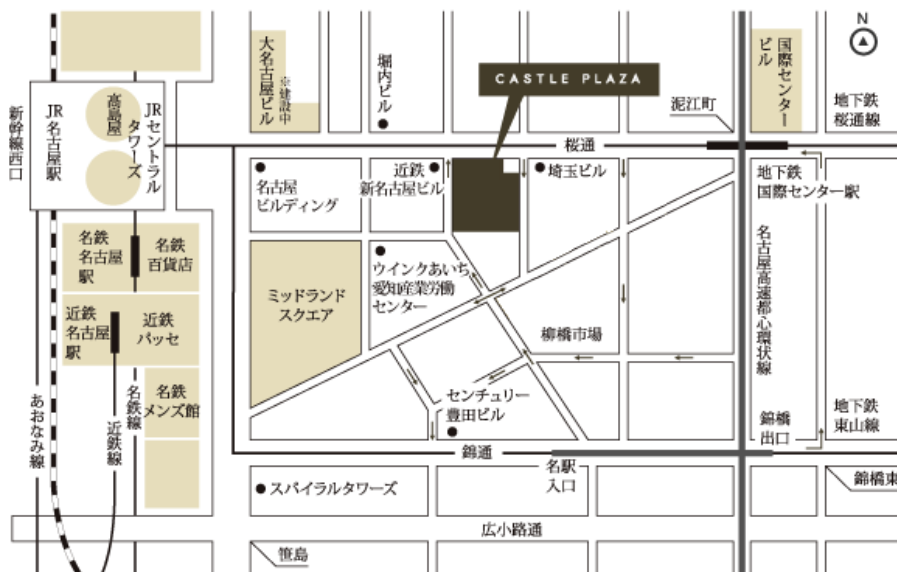 N
大名古屋ビル
※建設中
堀内ビル
CASTLE PLAZA
泥江町
国際センター
ビル
地下鉄
桜通線
新幹線西口
JR名古屋駅
髙島屋
JRセントラル
タワーズ
桜通
名古屋
ビルディング
近鉄
新名古屋ビル
埼玉ビル
地下鉄
国際センター駅
名鉄
名古屋
駅
名鉄
百貨店
ミッドランド
スクエア
ウインクあいち
愛知産業労働
センター
名古屋高速都心環状線
近鉄
名古屋
駅
近鉄
パッセ
柳橋市場
名鉄
メンズ館
センチュリー
豊田ビル
錦橋
出口
地下鉄
東山線
あおなみ線
近鉄線
名鉄線
錦通
名駅
入口
スパイラルタワーズ
錦橋東
広小路通
笹島